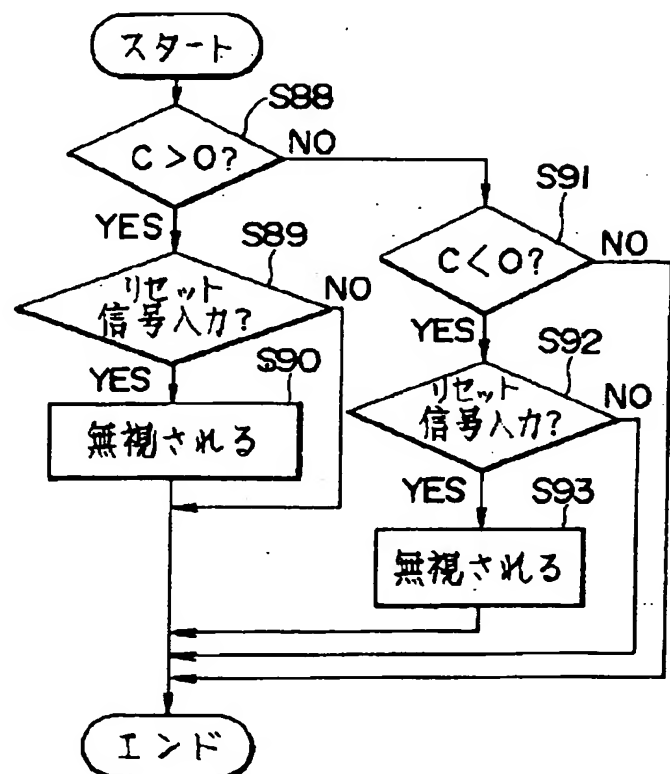 スタート
S88
C>0?
NO
YES
S89
リセット
信号入力?
NO
YES
S90
無視される
S91
C<0?
NO
YES
S92
リセット
信号入力?
NO
YES
S93
無視される
エンド